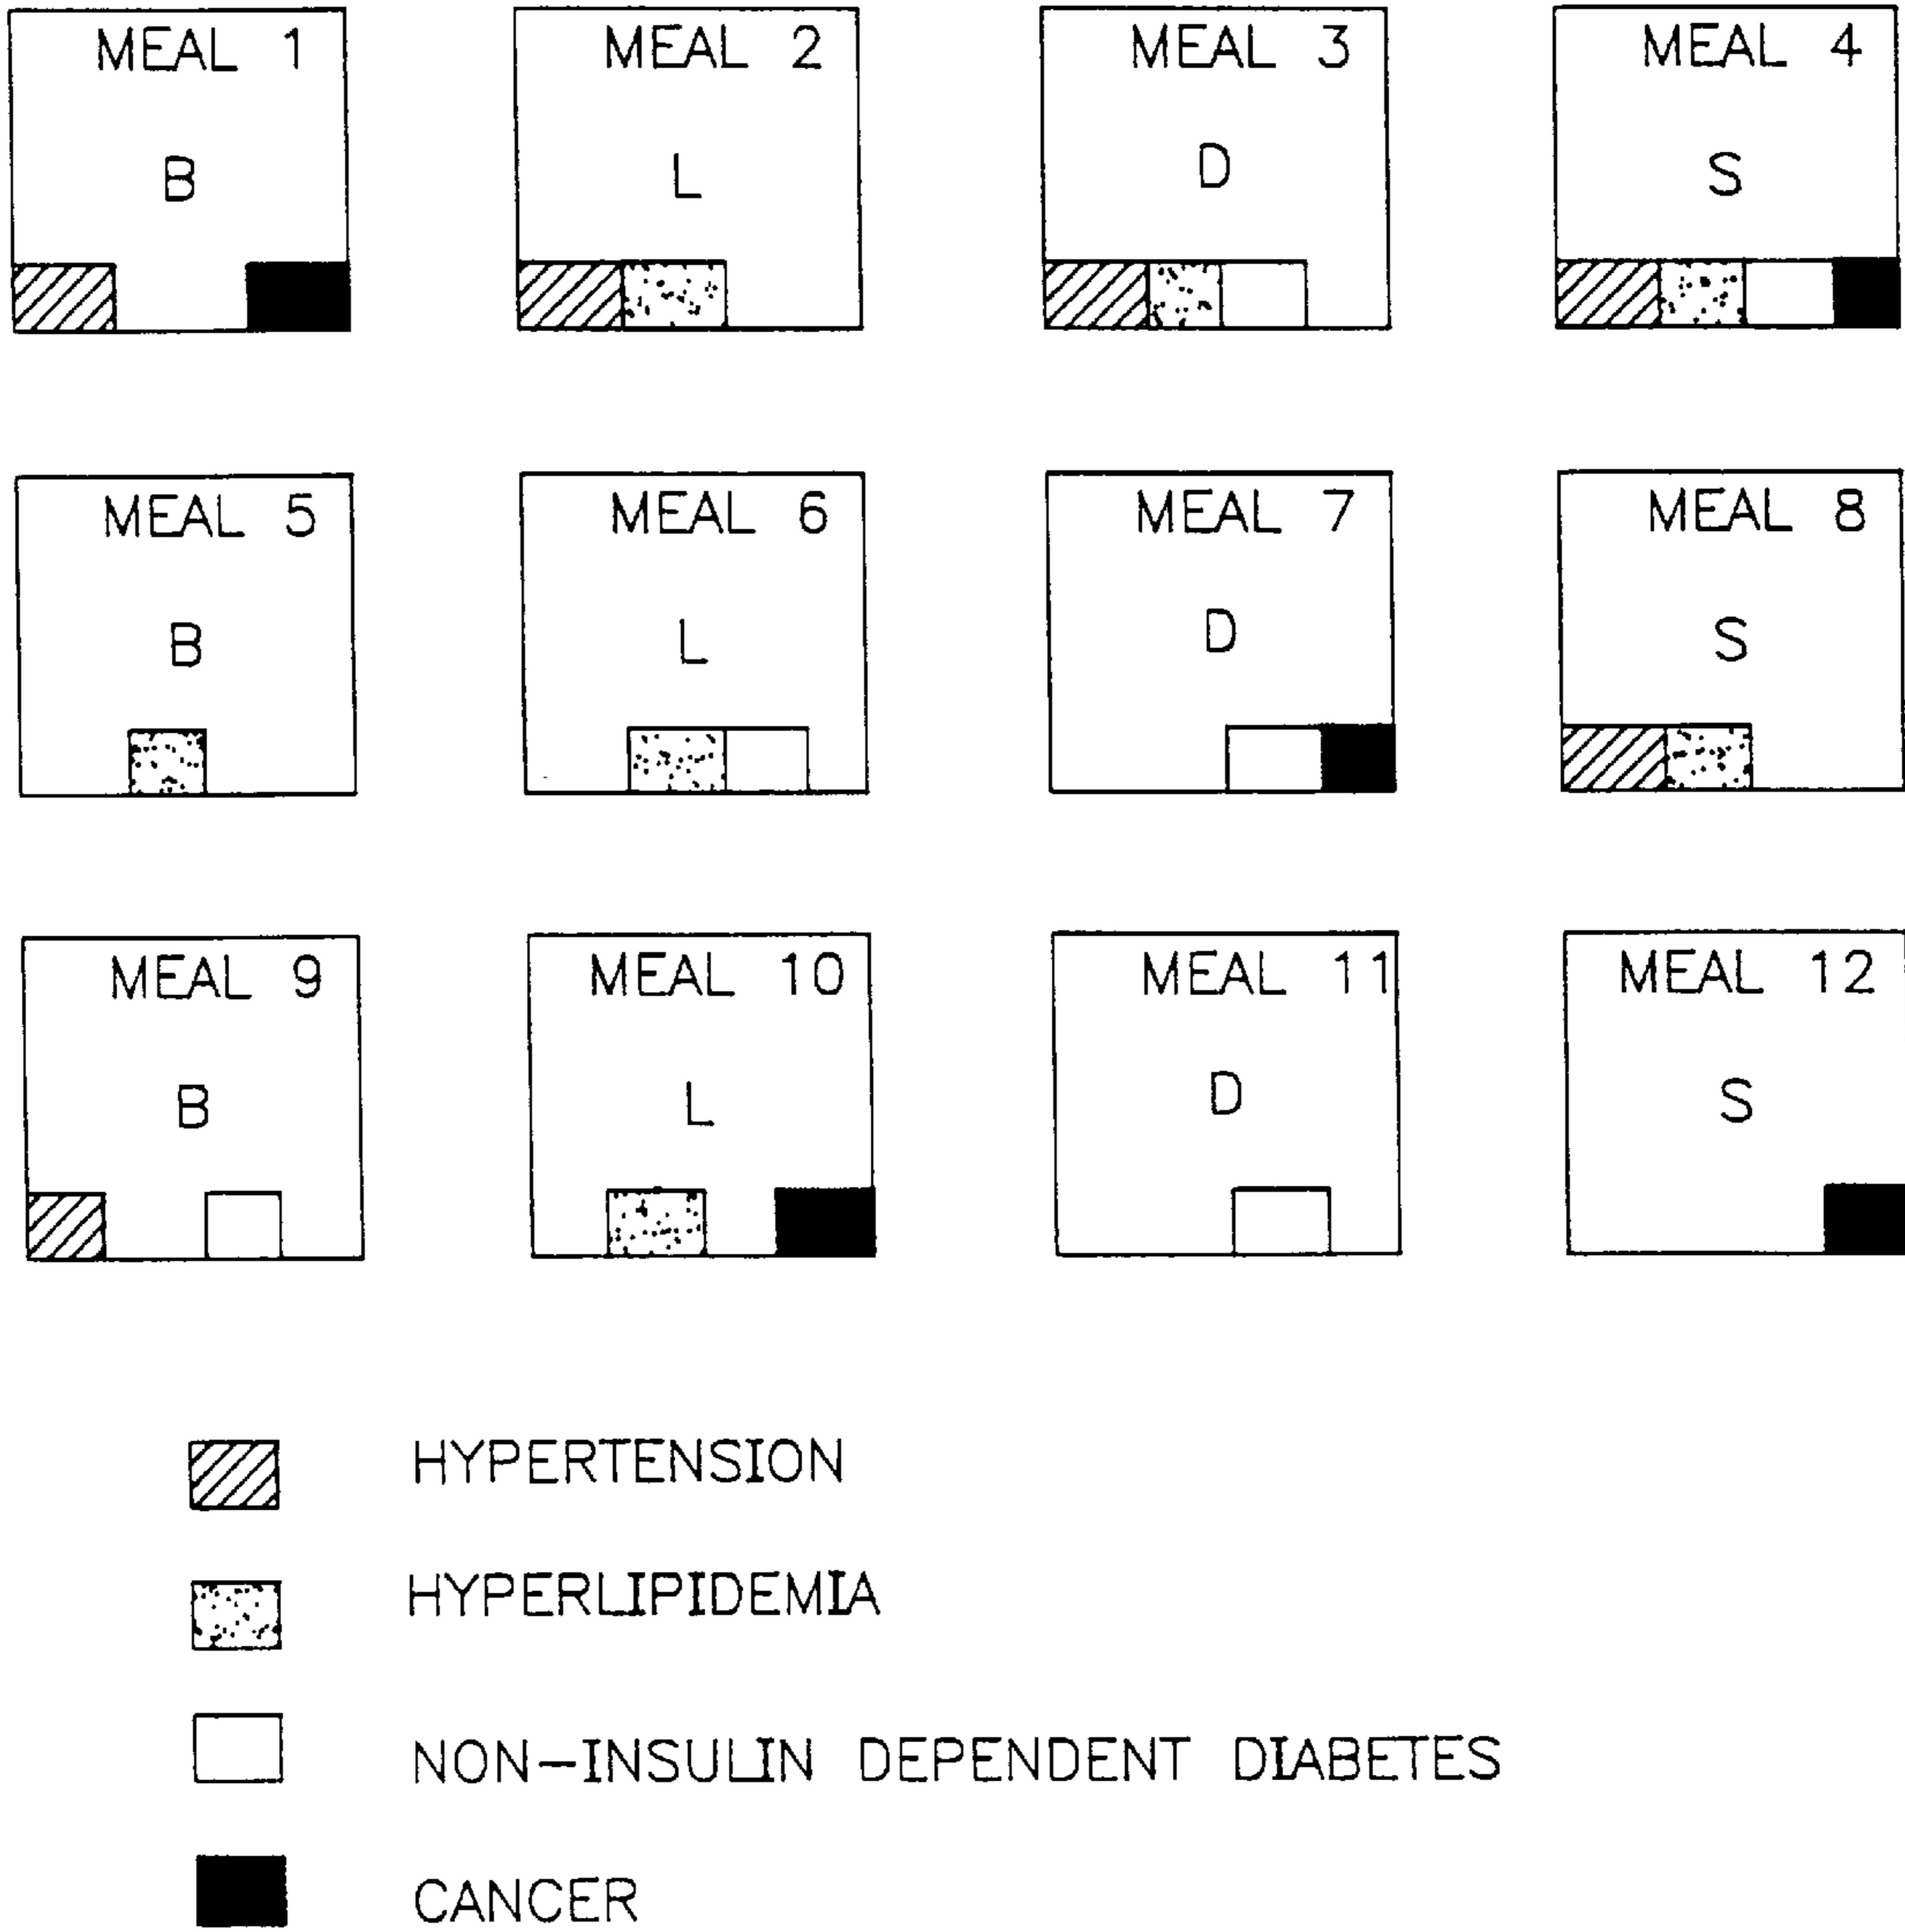 MEAL 1
B
MEAL 2
L
MEAL 3
D
MEAL 4
S
MEAL 5
B
MEAL 6
L
MEAL 7
D
MEAL 8
S
MEAL 9
B
MEAL 10
L
MEAL 11
D
MEAL 12
S
HYPERTENSION
HYPERLIPIDEMIA
NON-INSULIN DEPENDENT DIABETES
CANCER